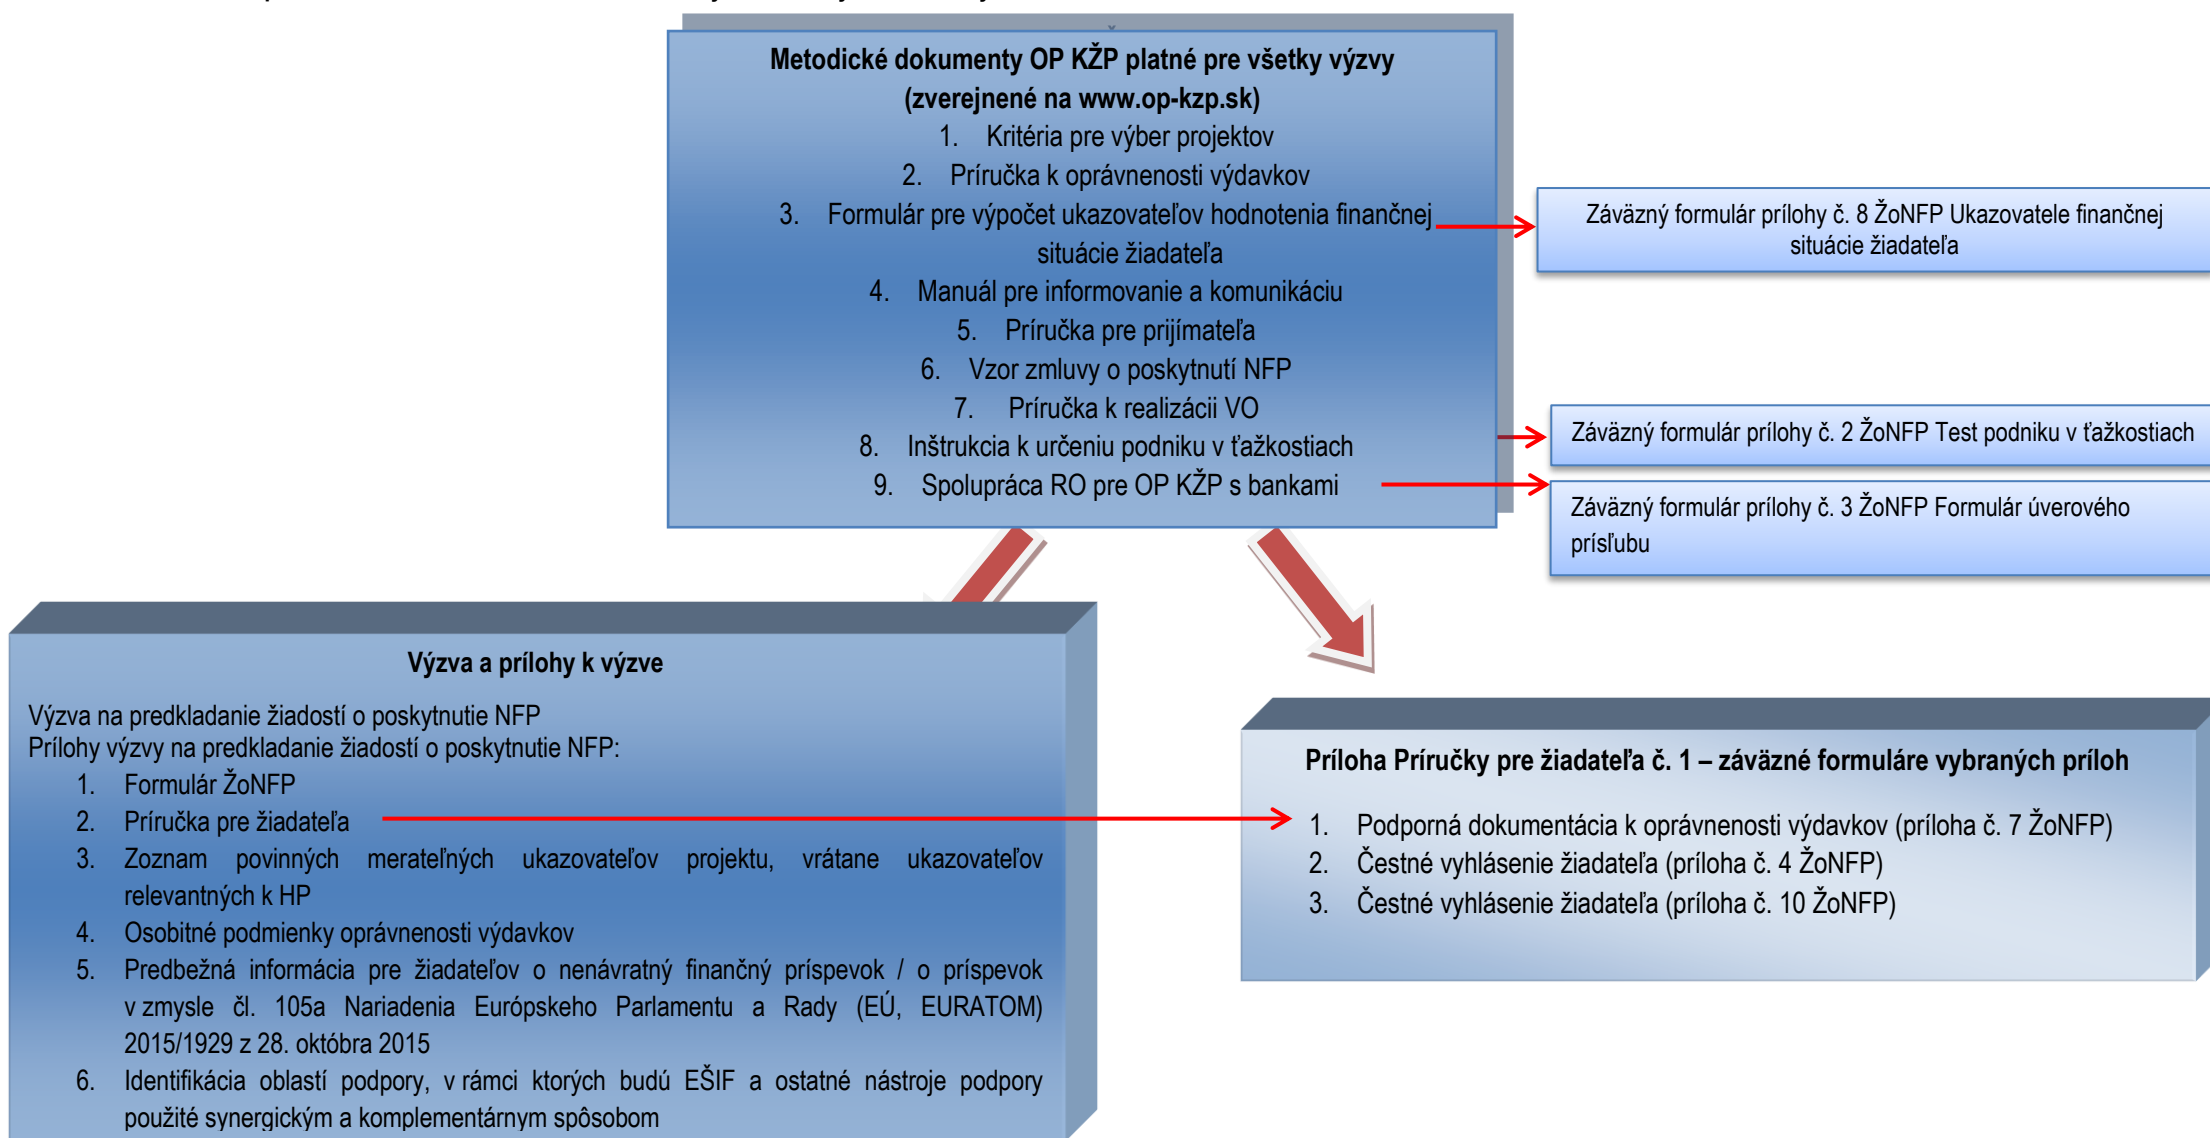 Metodické dokumenty OP KŽP platné pre všetky výzvy
(zverejnené na www.op-kzp.sk)
1. Kritéria pre výber projektov
2. Príručka k oprávnenosti výdavkov
3. Formulár pre výpočet ukazovateľov hodnotenia finančnej
situácie žiadateľa
4. Manuál pre informovanie a komunikáciu
5. Príručka pre prijímateľa
6. Vzor zmluvy o poskytnutí NFP
7. Príručka k realizácii VO
8. Inštrukcia k určeniu podniku v ťažkostiach
9. Spolupráca RO pre OP KŽP s bankami
Záväzný formulár prílohy č. 8 ŽoNFP Ukazovatele finančnej
situácie žiadateľa
Záväzný formulár prílohy č. 2 ŽoNFP Test podniku v ťažkostiach
Záväzný formulár prílohy č. 3 ŽoNFP Formulár úverového
prísľubu
Výzva a prílohy k výzve
Výzva na predkladanie žiadostí o poskytnutie NFP
Prílohy výzvy na predkladanie žiadostí o poskytnutie NFP:
1. Formulár ŽoNFP
2. Príručka pre žiadateľa
3. Zoznam povinných merateľných ukazovateľov projektu, vrátane ukazovateľov
relevantných k HP
4. Osobitné podmienky oprávnenosti výdavkov
5. Predbežná informácia pre žiadateľov o nenávratný finančný príspevok / o príspevok
v zmysle čl. 105a Nariadenia Európskeho Parlamentu a Rady (EÚ, EURATOM)
2015/1929 z 28. októbra 2015
6. Identifikácia oblastí podpory, v rámci ktorých budú EŠIF a ostatné nástroje podpory
použité synergickým a komplementárnym spôsobom
Príloha Príručky pre žiadateľa č. 1 – záväzné formuláre vybraných príloh
1. Podporná dokumentácia k oprávnenosti výdavkov (príloha č. 7 ŽoNFP)
2. Čestné vyhlásenie žiadateľa (príloha č. 4 ŽoNFP)
3. Čestné vyhlásenie žiadateľa (príloha č. 10 ŽoNFP)